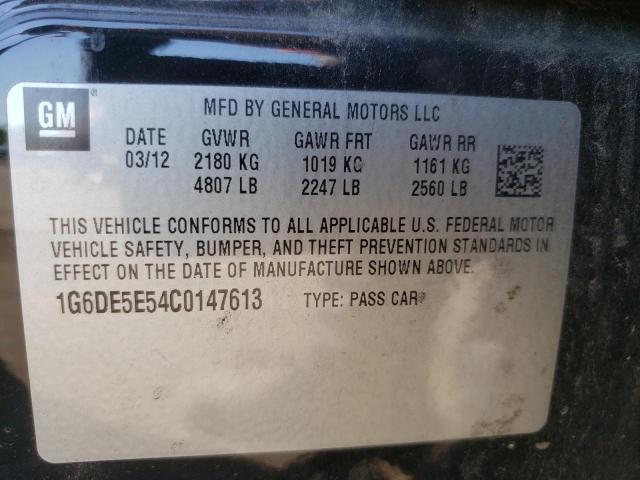 GM
®
MFD BY GENERAL MOTORS LLC
DATE GVWR GAWR FRT GAWR RR
03/12 2180 KG 1019 KG 1161 KG
4807 LB 2247 LB 2560 LB
THIS VEHICLE CONFORMS TO ALL APPLICABLE U.S. FEDERAL MOTOR
VEHICLE SAFETY, BUMPER, AND THEFT PREVENTION STANDARDS IN
EFFECT ON THE DATE OF MANUFACTURE SHOWN ABOVE.
1G6DE5E54C0147613 TYPE: PASS CAR